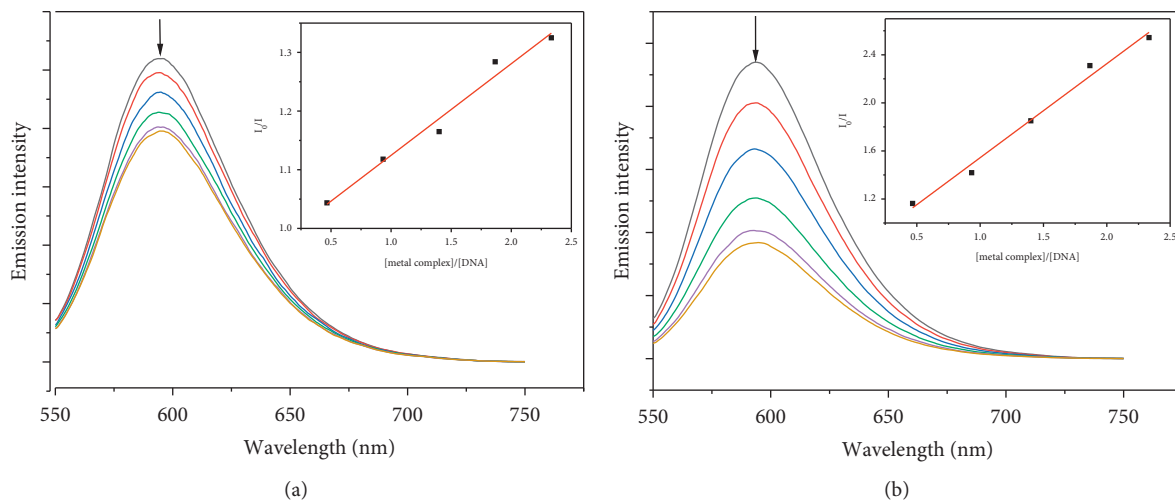 Emission intensity
I0/I
1.3
1.2
1.1
1.0
0.5 1.0 1.5 2.0 2.5
[metal complex]/[DNA]
550 600 650 700 750
Wavelength (nm)
(a)
Emission intensity
I0/I
2.4
2.0
1.6
1.2
0.5 1.0 1.5 2.0 2.5
[metal complex]/[DNA]
550 600 650 700 750
Wavelength (nm)
(b)